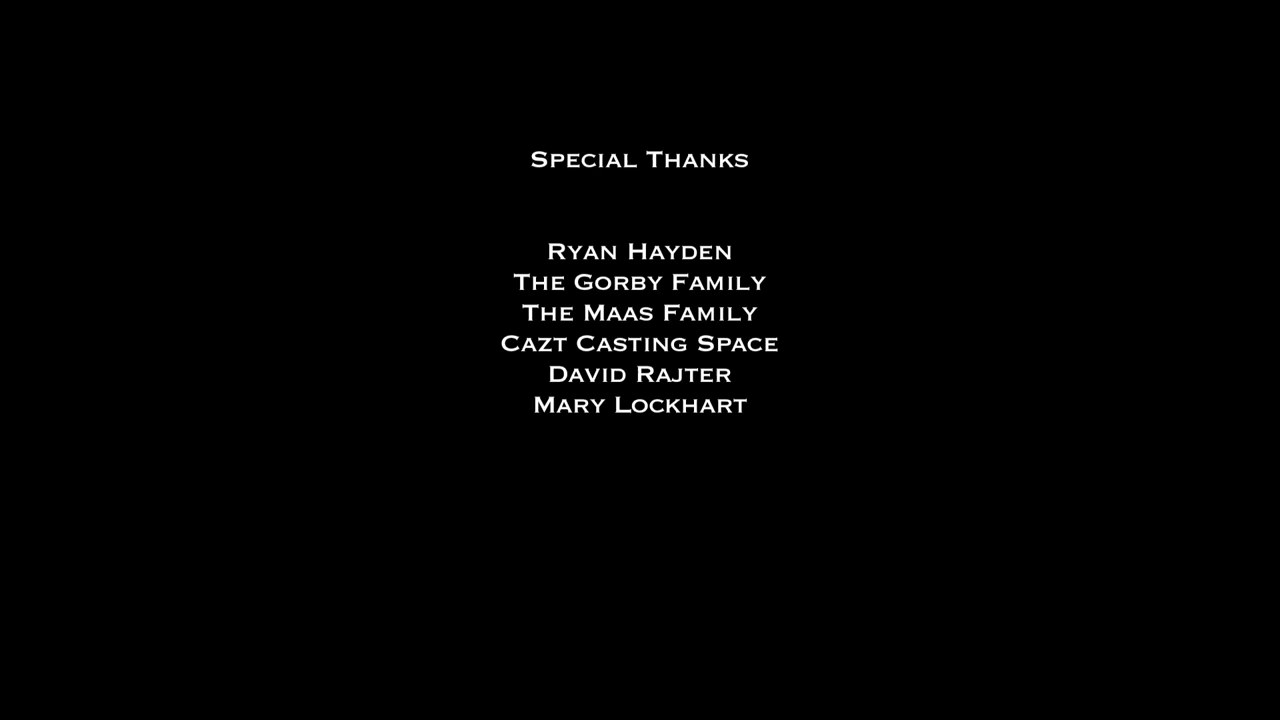 Special Thanks
Ryan Hayden
The Gorby Family
The Maas Family
Cazt Casting Space
David Rajter
Mary Lockhart